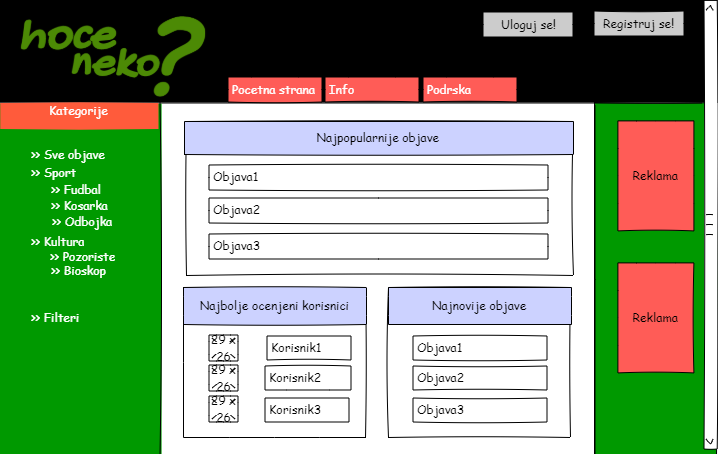 hoce
neko?
Uloguj se!
Registruj se!
Pocetna strana
Info
Podrska
Kategorije
>> Sve objave
>> Sport
>> Fudbal
>> Kosarka
>> Odbojka
>> Kultura
>> Pozoriste
>> Bioskop
>> Filteri
Najpopularnije objave
Objava1
Objava2
Objava3
Najbolje ocenjeni korisnici
89 x
26
Korisnik1
89 x
26
Korisnik2
89 x
26
Korisnik3
Najnovije objave
Objava1
Objava2
Objava3
Reklama
Reklama